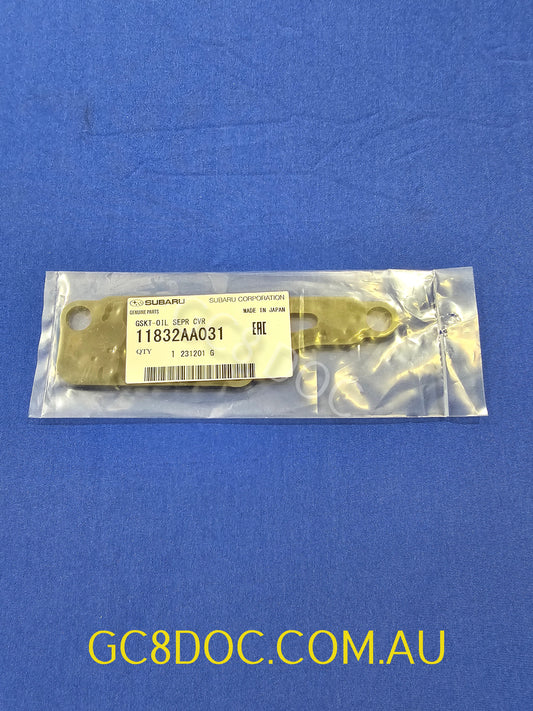 SUBARU SUBARU CORPORATION
GENUINE PARTS MADE IN JAPAN
GSKT-OIL SEPR CVR
11832AA031 EAC
QTY 1 231201 G
GC8DOC.COM.AU